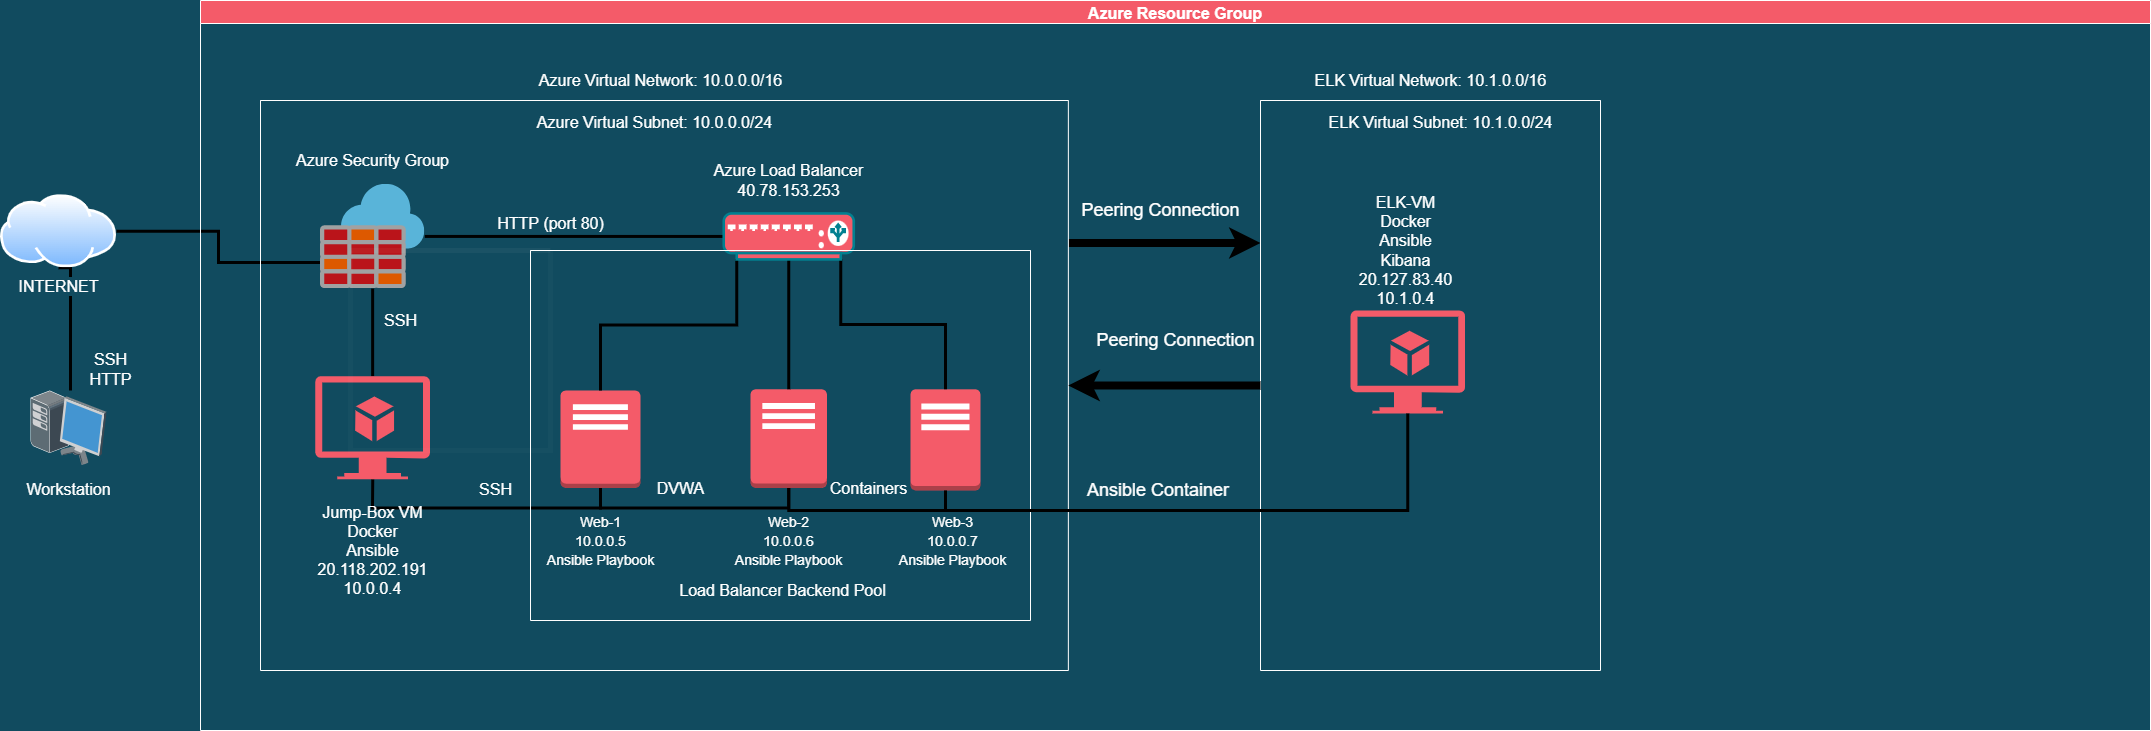 Azure Resource Group
Azure Virtual Network: 10.0.0.0/16
ELK Virtual Network: 10.1.0.0/16
Azure Virtual Subnet: 10.0.0.0/24
ELK Virtual Subnet: 10.1.0.0/24
Azure Security Group
Azure Load Balancer
40.78.153.253
HTTP (port 80)
Peering Connection
ELK-VM
Docker
Ansible
Kibana
20.127.83.40
10.1.0.4
INTERNET
SSH
Peering Connection
SSH
HTTP
Workstation
SSH
DVWA
Containers
Ansible Container
Jump-Box VM
Docker
Ansible
20.118.202.191
10.0.0.4
Web-1
10.0.0.5
Ansible Playbook
Web-2
10.0.0.6
Ansible Playbook
Web-3
10.0.0.7
Ansible Playbook
Load Balancer Backend Pool